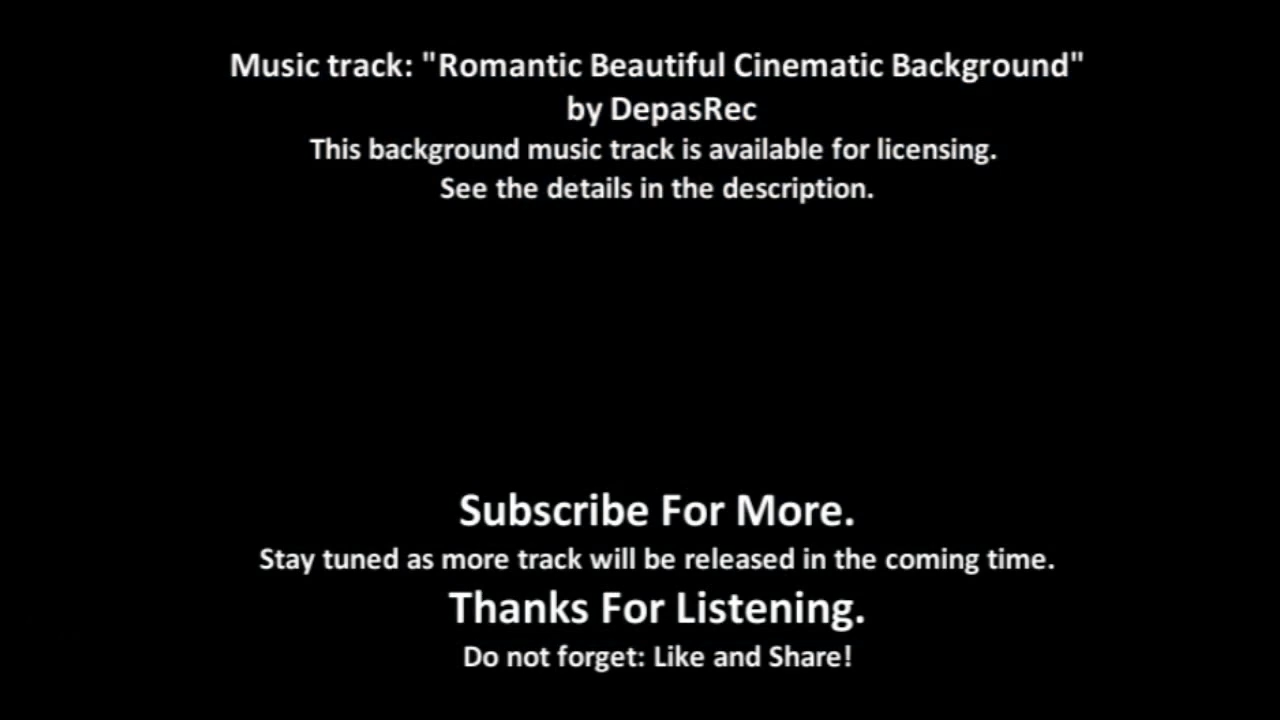 Music track: "Romantic Beautiful Cinematic Background"
by DepasRec
This background music track is available for licensing.
See the details in the description.
Subscribe For More.
Stay tuned as more track will be released in the coming time.
Thanks For Listening.
Do not forget: Like and Share!